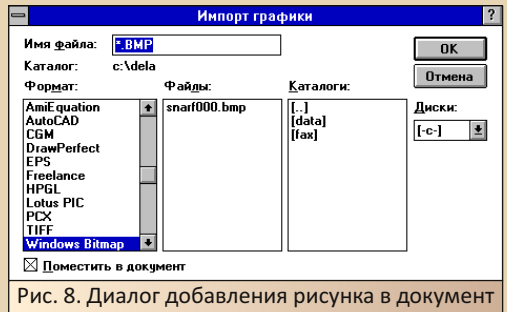 Импорт графики ?
Имя файла: *.BMP
OK
Каталог: c:\dela
Отмена
Формат: Файлы: Каталоги:
Диски:
AmiEquation
AutoCAD
CGM
DrawPerfect
EPS
Freelance
HPGL
Lotus PIC
PCX
TIFF
Windows Bitmap
snarf000.bmp
[..]
[data]
[fax]
[-c-]
Поместить в документ
Рис. 8. Диалог добавления рисунка в документ